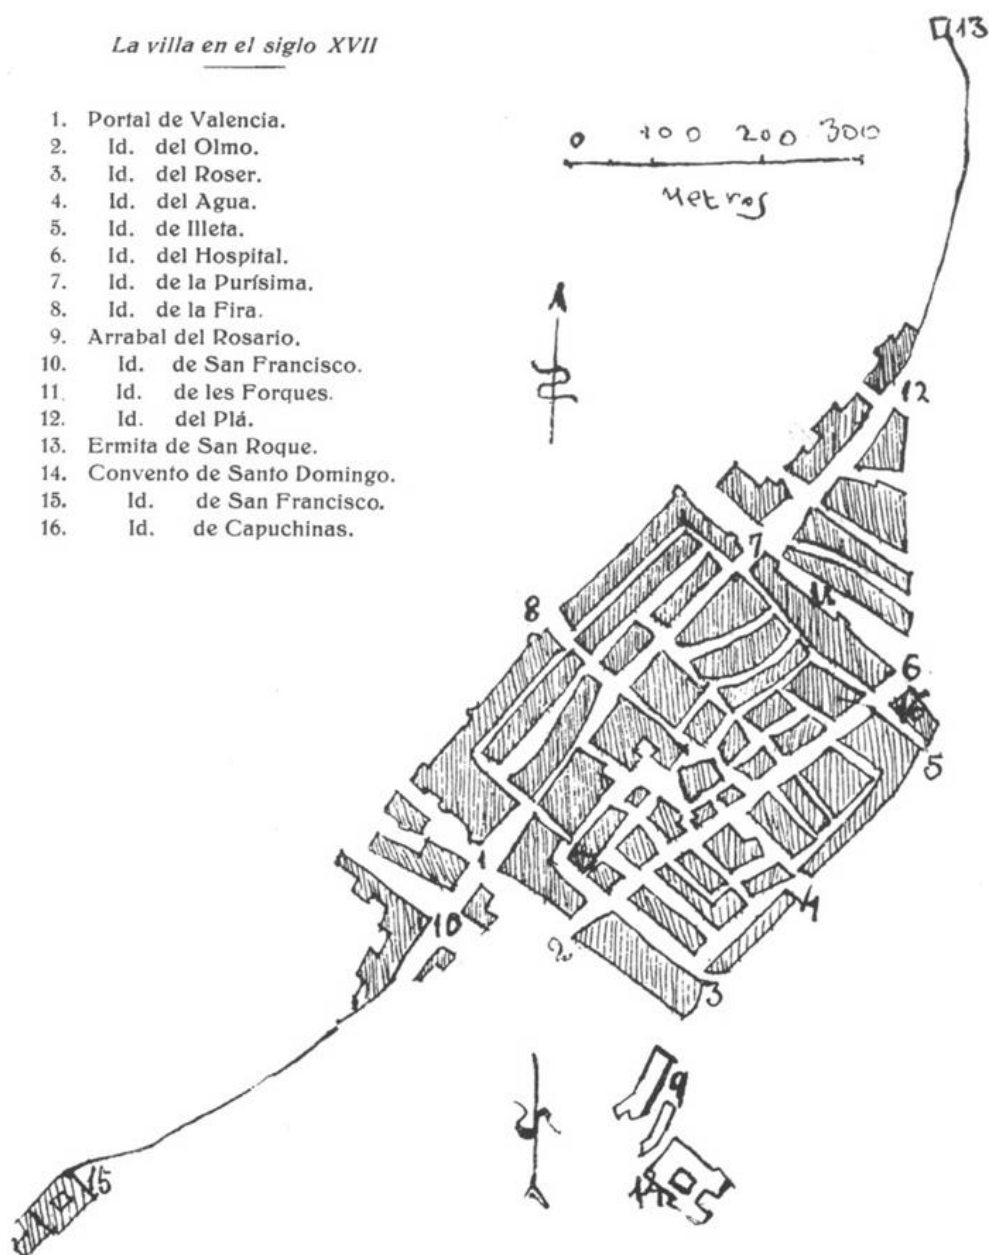 La villa en el siglo XVII
1. Portal de Valencia.
2. Id. del Olmo.
3. Id. del Roser.
4. Id. del Agua.
5. Id. de Illeta.
6. Id. del Hospital.
7. Id. de la Purísima.
8. Id. de la Fira.
9. Arrabal del Rosario.
10. Id. de San Francisco.
11. Id. de les Forques.
12. Id. del Plá.
13. Ermita de San Roque.
14. Convento de Santo Domingo.
15. Id. de San Francisco.
16. Id. de Capuchinas.
13
0 100 200 300
Metros
12
7
11
8
6
5
1
4
10
2
3
9
15
14